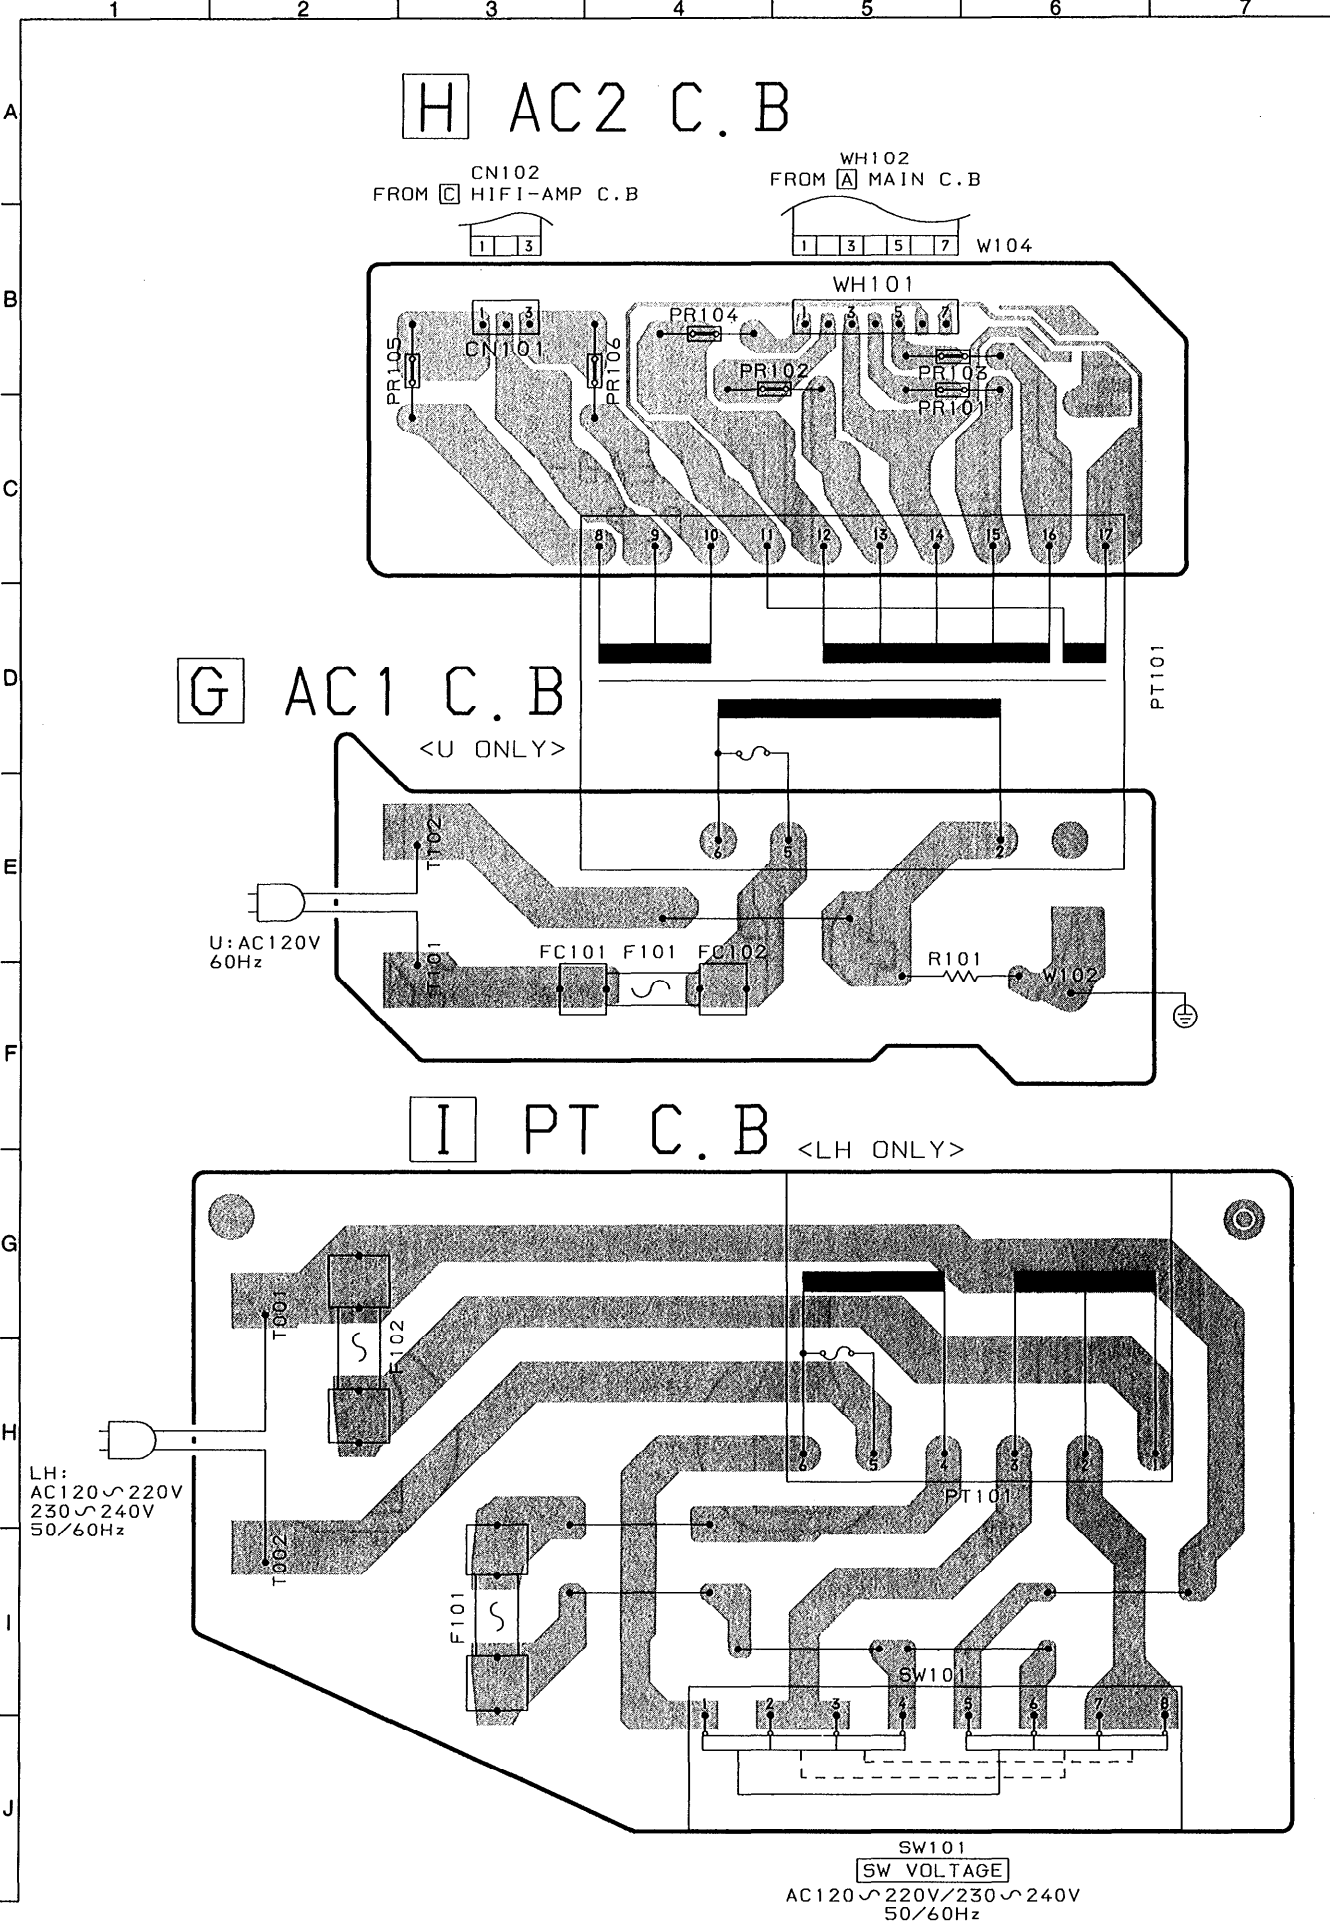 1 2 3 4 5 6 7
A
H AC2 C.B
CN102
FROM C HIFI-AMP C.B
WH102
FROM A MAIN C.B
1 3
1 3 5 7 W104
B
WH101
1 3
1 3 5 7
PR104
CN101
PR105
PR106
PR103
PR102
PR101
C
8 9 10 11 12 13 14 15 16 17
D
PT101
G AC1 C.B
<U ONLY>
E
T102
6 5 2
U:AC120V
60Hz
T101
FC101 F101 FC102
R101
W102
F
I PT C.B <LH ONLY>
G
T001
F102
H
6 5 4 3 2 1
PT101
LH:
AC120∿220V
230∿240V
50/60Hz
T002
F101
I
SW101
1 2 3 4 5 6 7 8
J
SW101
SW VOLTAGE
AC120∿220V/230∿240V
50/60Hz